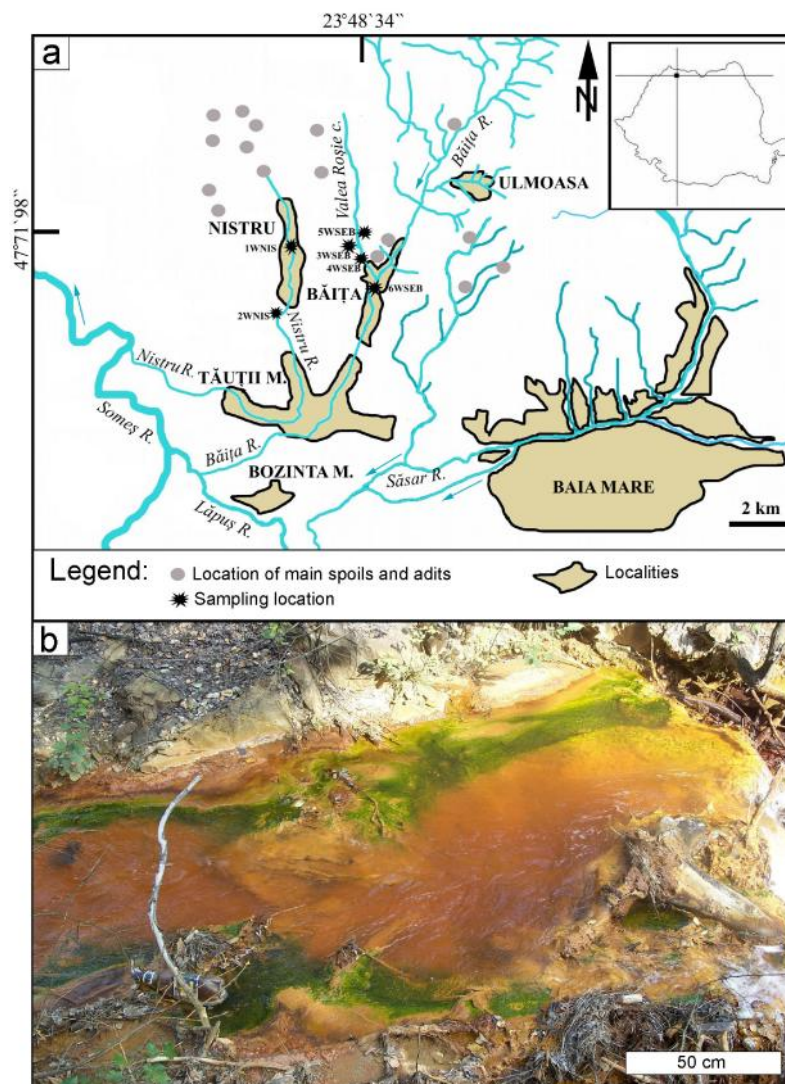 23°48`34``
a
N
47°71`98``
Valea Roșie c.
Băița R.
ULMOASA
NISTRU
1WNIS
5WSEB
3WSEB
4WSEB
BĂIȚA
6WSEB
2WNIS
Nistru R.
Nistru R.
TĂUȚII M.
Someș R.
Băița R.
BOZINTA M.
Săsar R.
BAIA MARE
Lăpuș R.
2 km
Legend:
Location of main spoils and adits
Localities
Sampling location
b
50 cm